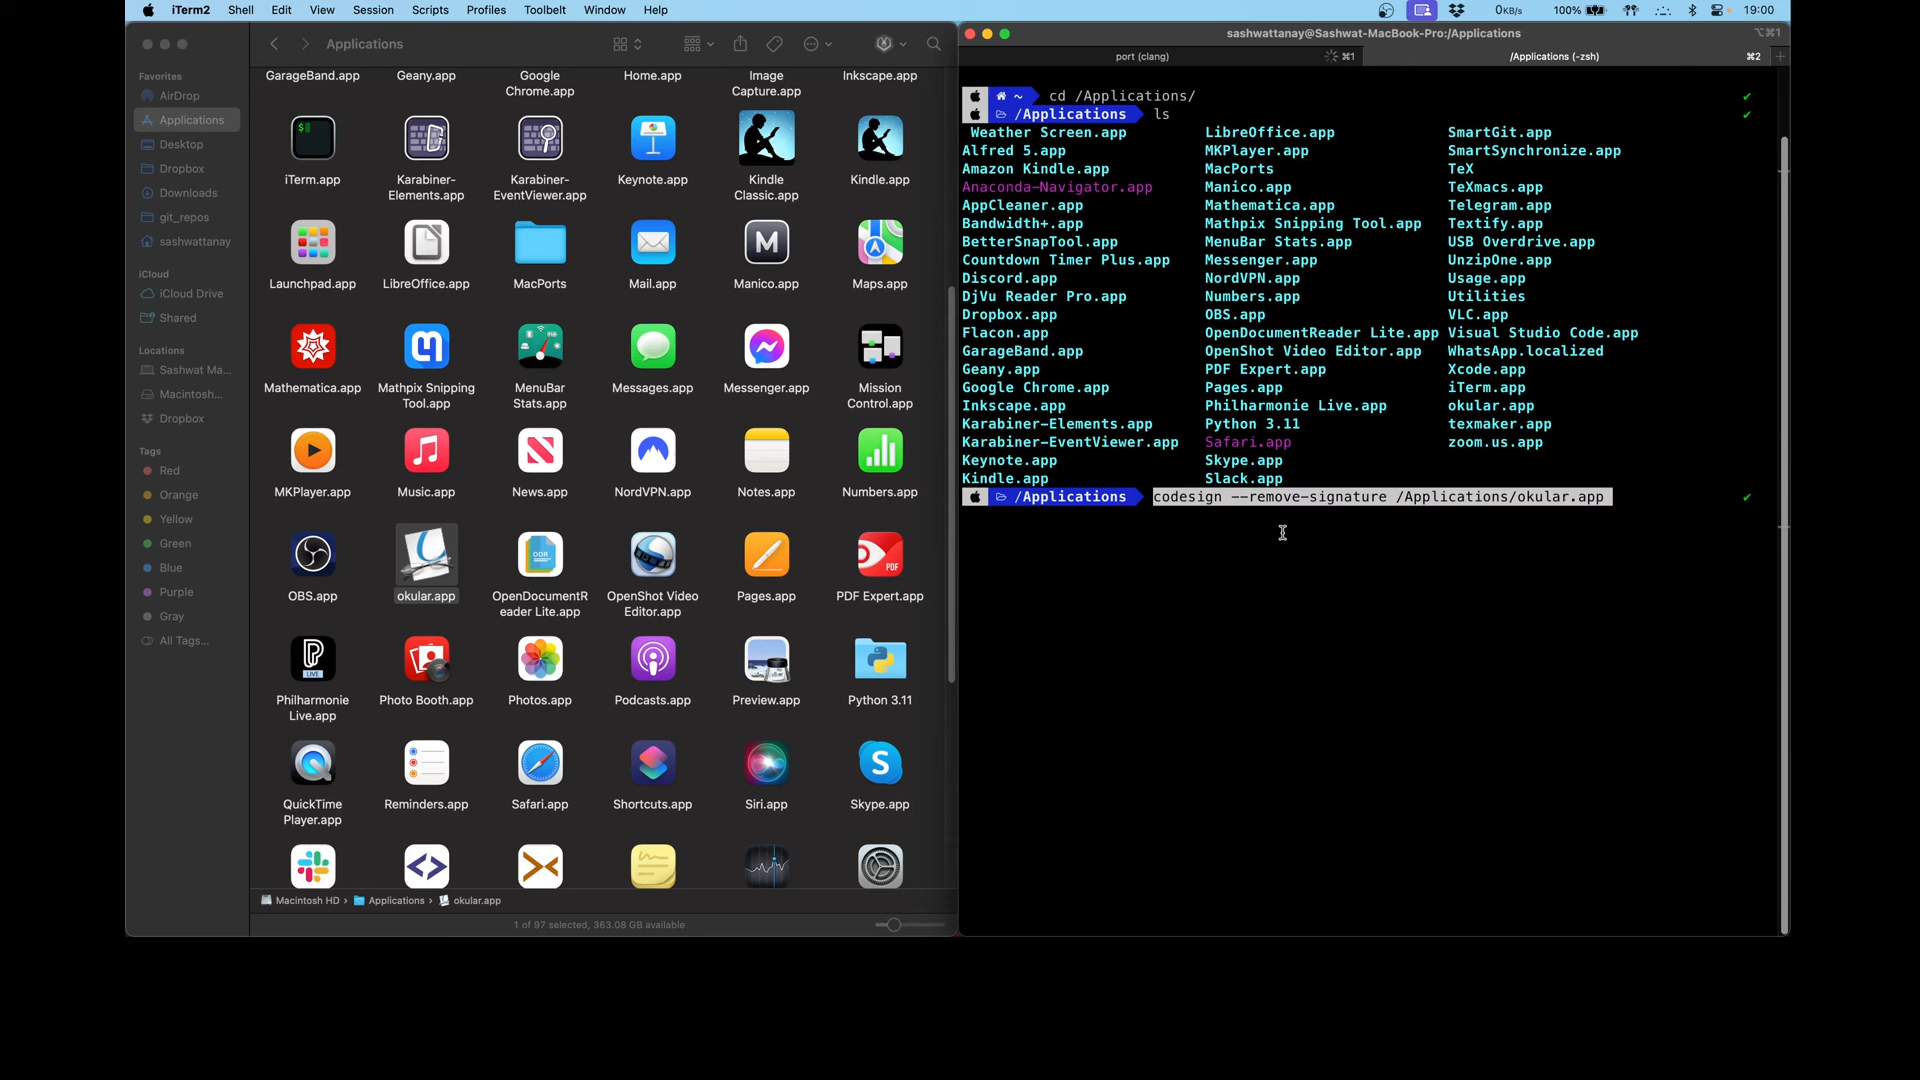 iTerm2 Shell Edit View Session Scripts Profiles Toolbelt Window Help
0KB/s 100% 19:00
Applications
Favorites
AirDrop
Applications
Desktop
Dropbox
Downloads
git_repos
sashwattanay
iCloud
iCloud Drive
Shared
Locations
Sashwat Ma...
Macintosh...
Dropbox
Tags
Red
Orange
Yellow
Green
Blue
Purple
Gray
All Tags...
GarageBand.app Geany.app Google Chrome.app Home.app Image Capture.app Inkscape.app
iTerm.app Karabiner-Elements.app Karabiner-EventViewer.app Keynote.app Kindle Classic.app Kindle.app
Launchpad.app LibreOffice.app MacPorts Mail.app Manico.app Maps.app
Mathematica.app Mathpix Snipping Tool.app MenuBar Stats.app Messages.app Messenger.app Mission Control.app
MKPlayer.app Music.app News.app NordVPN.app Notes.app Numbers.app
OBS.app okular.app OpenDocumentReader Lite.app OpenShot Video Editor.app Pages.app PDF Expert.app
Philharmonie Live.app Photo Booth.app Photos.app Podcasts.app Preview.app Python 3.11
QuickTime Player.app Reminders.app Safari.app Shortcuts.app Siri.app Skype.app
Macintosh HD › Applications › okular.app
1 of 97 selected, 363.08 GB available
sashwattanay@Sashwat-MacBook-Pro:/Applications ⌥⌘1
port (clang) ⌘1 /Applications (-zsh) ⌘2
~ cd /Applications/ ✔
/Applications ls ✔
Weather Screen.app LibreOffice.app SmartGit.app
Alfred 5.app MKPlayer.app SmartSynchronize.app
Amazon Kindle.app MacPorts TeX
Anaconda-Navigator.app Manico.app TeXmacs.app
AppCleaner.app Mathematica.app Telegram.app
Bandwidth+.app Mathpix Snipping Tool.app Textify.app
BetterSnapTool.app MenuBar Stats.app USB Overdrive.app
Countdown Timer Plus.app Messenger.app UnzipOne.app
Discord.app NordVPN.app Usage.app
DjVu Reader Pro.app Numbers.app Utilities
Dropbox.app OBS.app VLC.app
Flacon.app OpenDocumentReader Lite.app Visual Studio Code.app
GarageBand.app OpenShot Video Editor.app WhatsApp.localized
Geany.app PDF Expert.app Xcode.app
Google Chrome.app Pages.app iTerm.app
Inkscape.app Philharmonie Live.app okular.app
Karabiner-Elements.app Python 3.11 texmaker.app
Karabiner-EventViewer.app Safari.app zoom.us.app
Keynote.app Skype.app
Kindle.app Slack.app
/Applications codesign --remove-signature /Applications/okular.app ✔